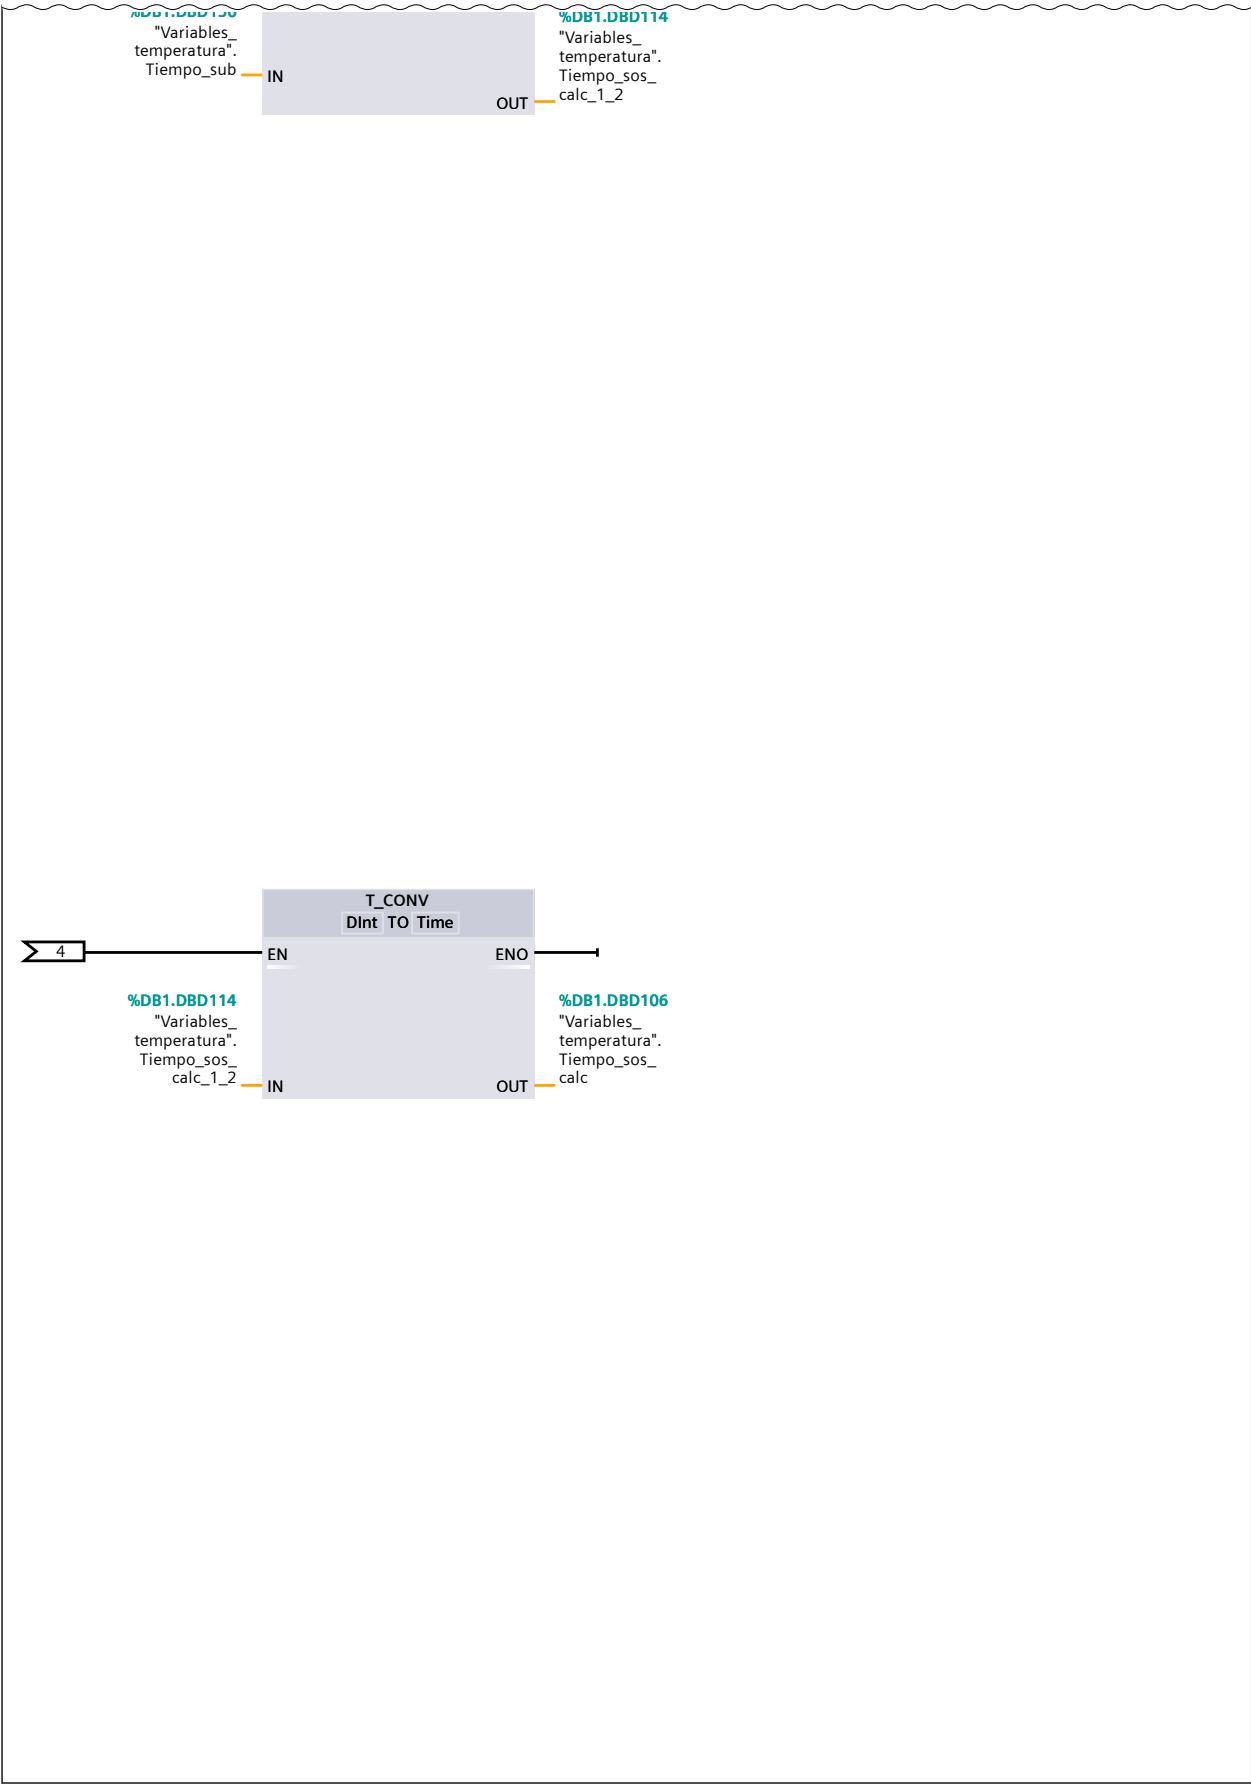 "Variables_
temperatura".
Tiempo_sub
IN
OUT
%DB1.DBD114
"Variables_
temperatura".
Tiempo_sos_
calc_1_2
T_CONV
DInt TO Time
4
EN
ENO
%DB1.DBD114
"Variables_
temperatura".
Tiempo_sos_
calc_1_2
IN
OUT
%DB1.DBD106
"Variables_
temperatura".
Tiempo_sos_
calc